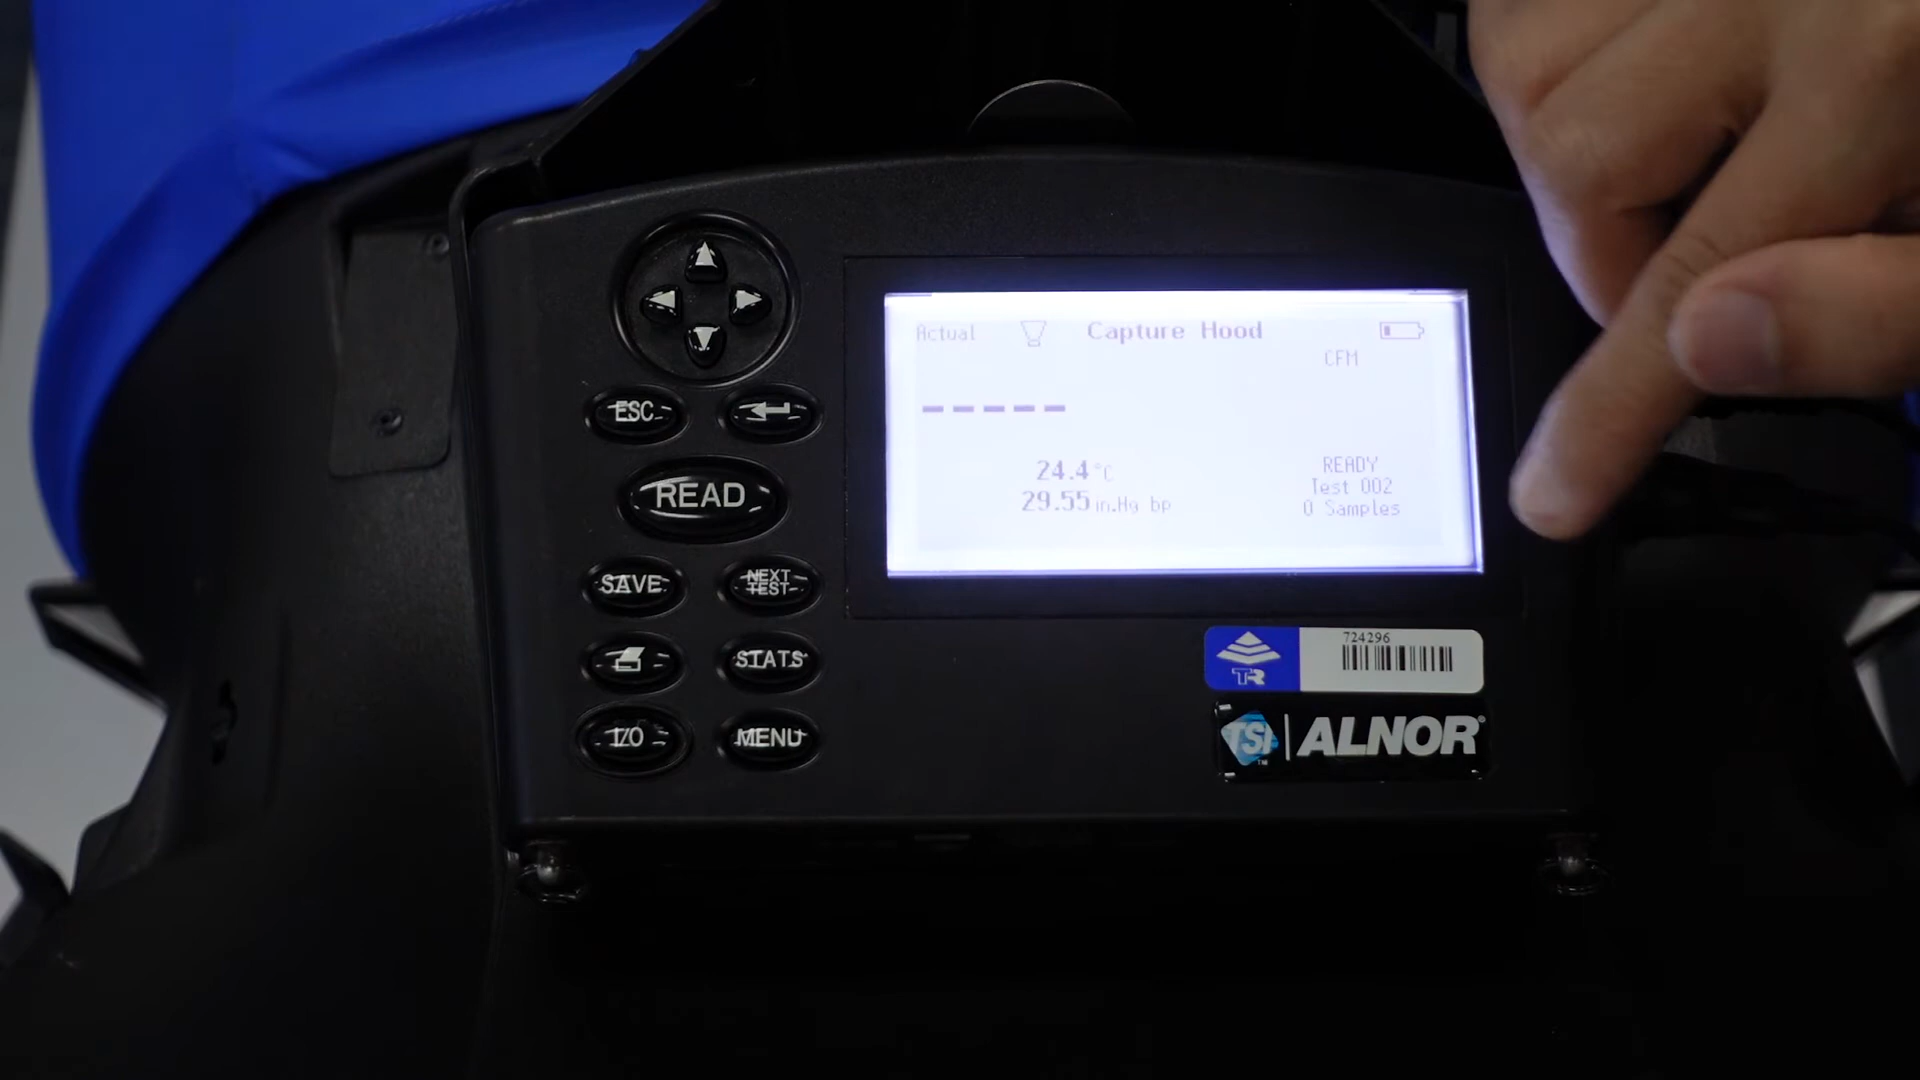 Actual Capture Hood
CFM
-----
24.4°C
29.55 in.Hg bp
READY
Test 002
0 Samples
ESC
READ
SAVE
NEXT
TEST
STATS
I/O
MENU
724296
TR
TSI
ALNOR®